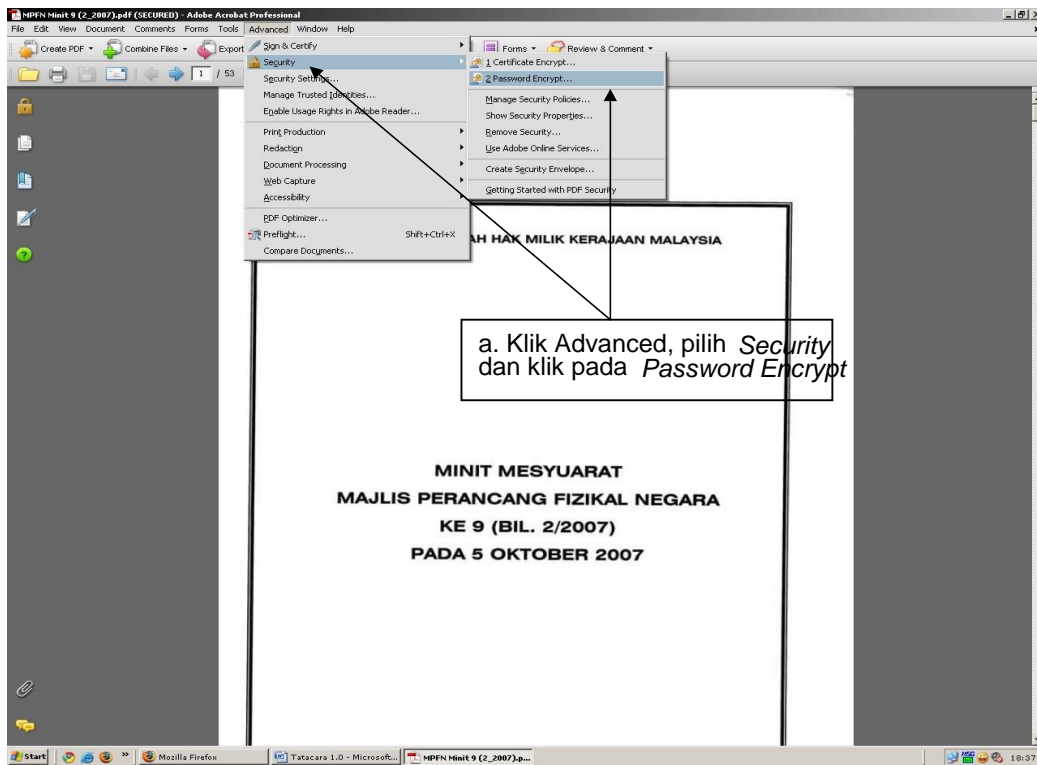 MPFN Minit 9 (2_2007).pdf (SECURED) - Adobe Acrobat Professional
File Edit View Document Comments Forms Tools Advanced Window Help
Create PDF Combine Files Export Forms Review & Comment
1 / 53
Sign & Certify
Security
Security Settings...
Manage Trusted Identities...
Enable Usage Rights in Adobe Reader...
Print Production
Redaction
Document Processing
Web Capture
Accessibility
PDF Optimizer...
Preflight... Shift+Ctrl+X
Compare Documents...
1 Certificate Encrypt...
2 Password Encrypt...
Manage Security Policies...
Show Security Properties...
Remove Security...
Use Adobe Online Services...
Create Security Envelope...
Getting Started with PDF Security
AH HAK MILIK KERAJAAN MALAYSIA
a. Klik Advanced, pilih Security
dan klik pada Password Encrypt
MINIT MESYUARAT
MAJLIS PERANCANG FIZIKAL NEGARA
KE 9 (BIL. 2/2007)
PADA 5 OKTOBER 2007
Start Mozilla Firefox Tatacara 1.0 - Microsoft... MPFN Minit 9 (2_2007).p... 18:37